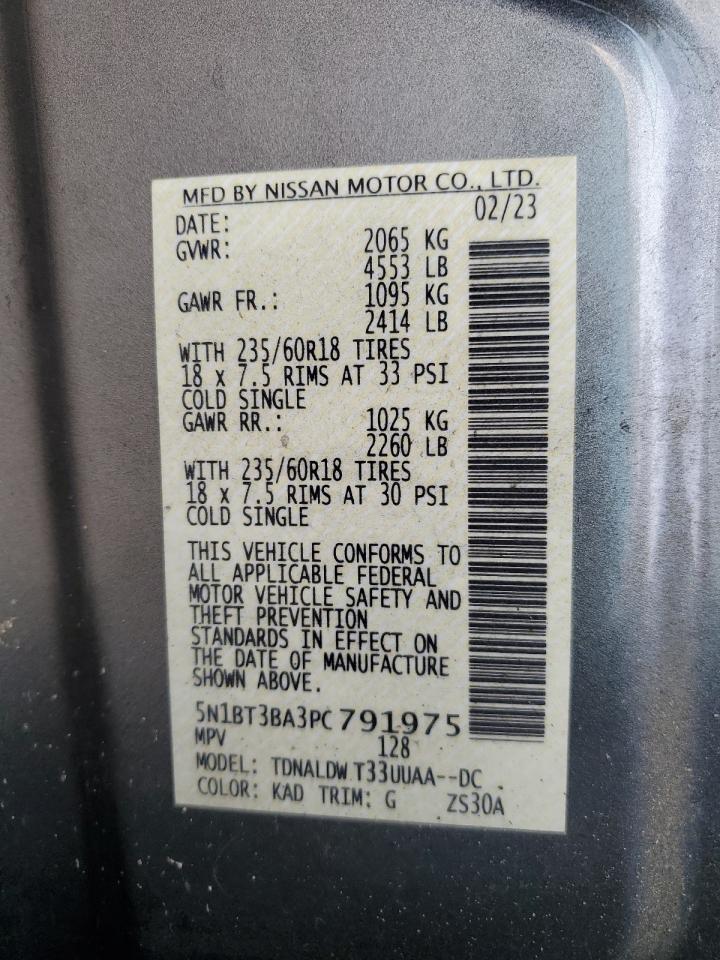 MFD BY NISSAN MOTOR CO., LTD.
DATE: 02/23
GVWR: 2065 KG
4553 LB
GAWR FR.: 1095 KG
2414 LB
WITH 235/60R18 TIRES
18 x 7.5 RIMS AT 33 PSI
COLD SINGLE
GAWR RR.: 1025 KG
2260 LB
WITH 235/60R18 TIRES
18 x 7.5 RIMS AT 30 PSI
COLD SINGLE
THIS VEHICLE CONFORMS TO
ALL APPLICABLE FEDERAL
MOTOR VEHICLE SAFETY AND
THEFT PREVENTION
STANDARDS IN EFFECT ON
THE DATE OF MANUFACTURE
SHOWN ABOVE.
5N1BT3BA3PC791975
MPV 128
MODEL: TDNALDW T33UUAA--DC
COLOR: KAD TRIM: G ZS30A